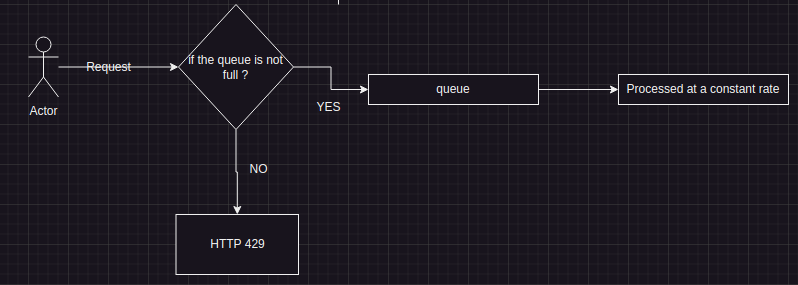 if the queue is not
full ?
Request
queue
Processed at a constant rate
YES
Actor
NO
HTTP 429